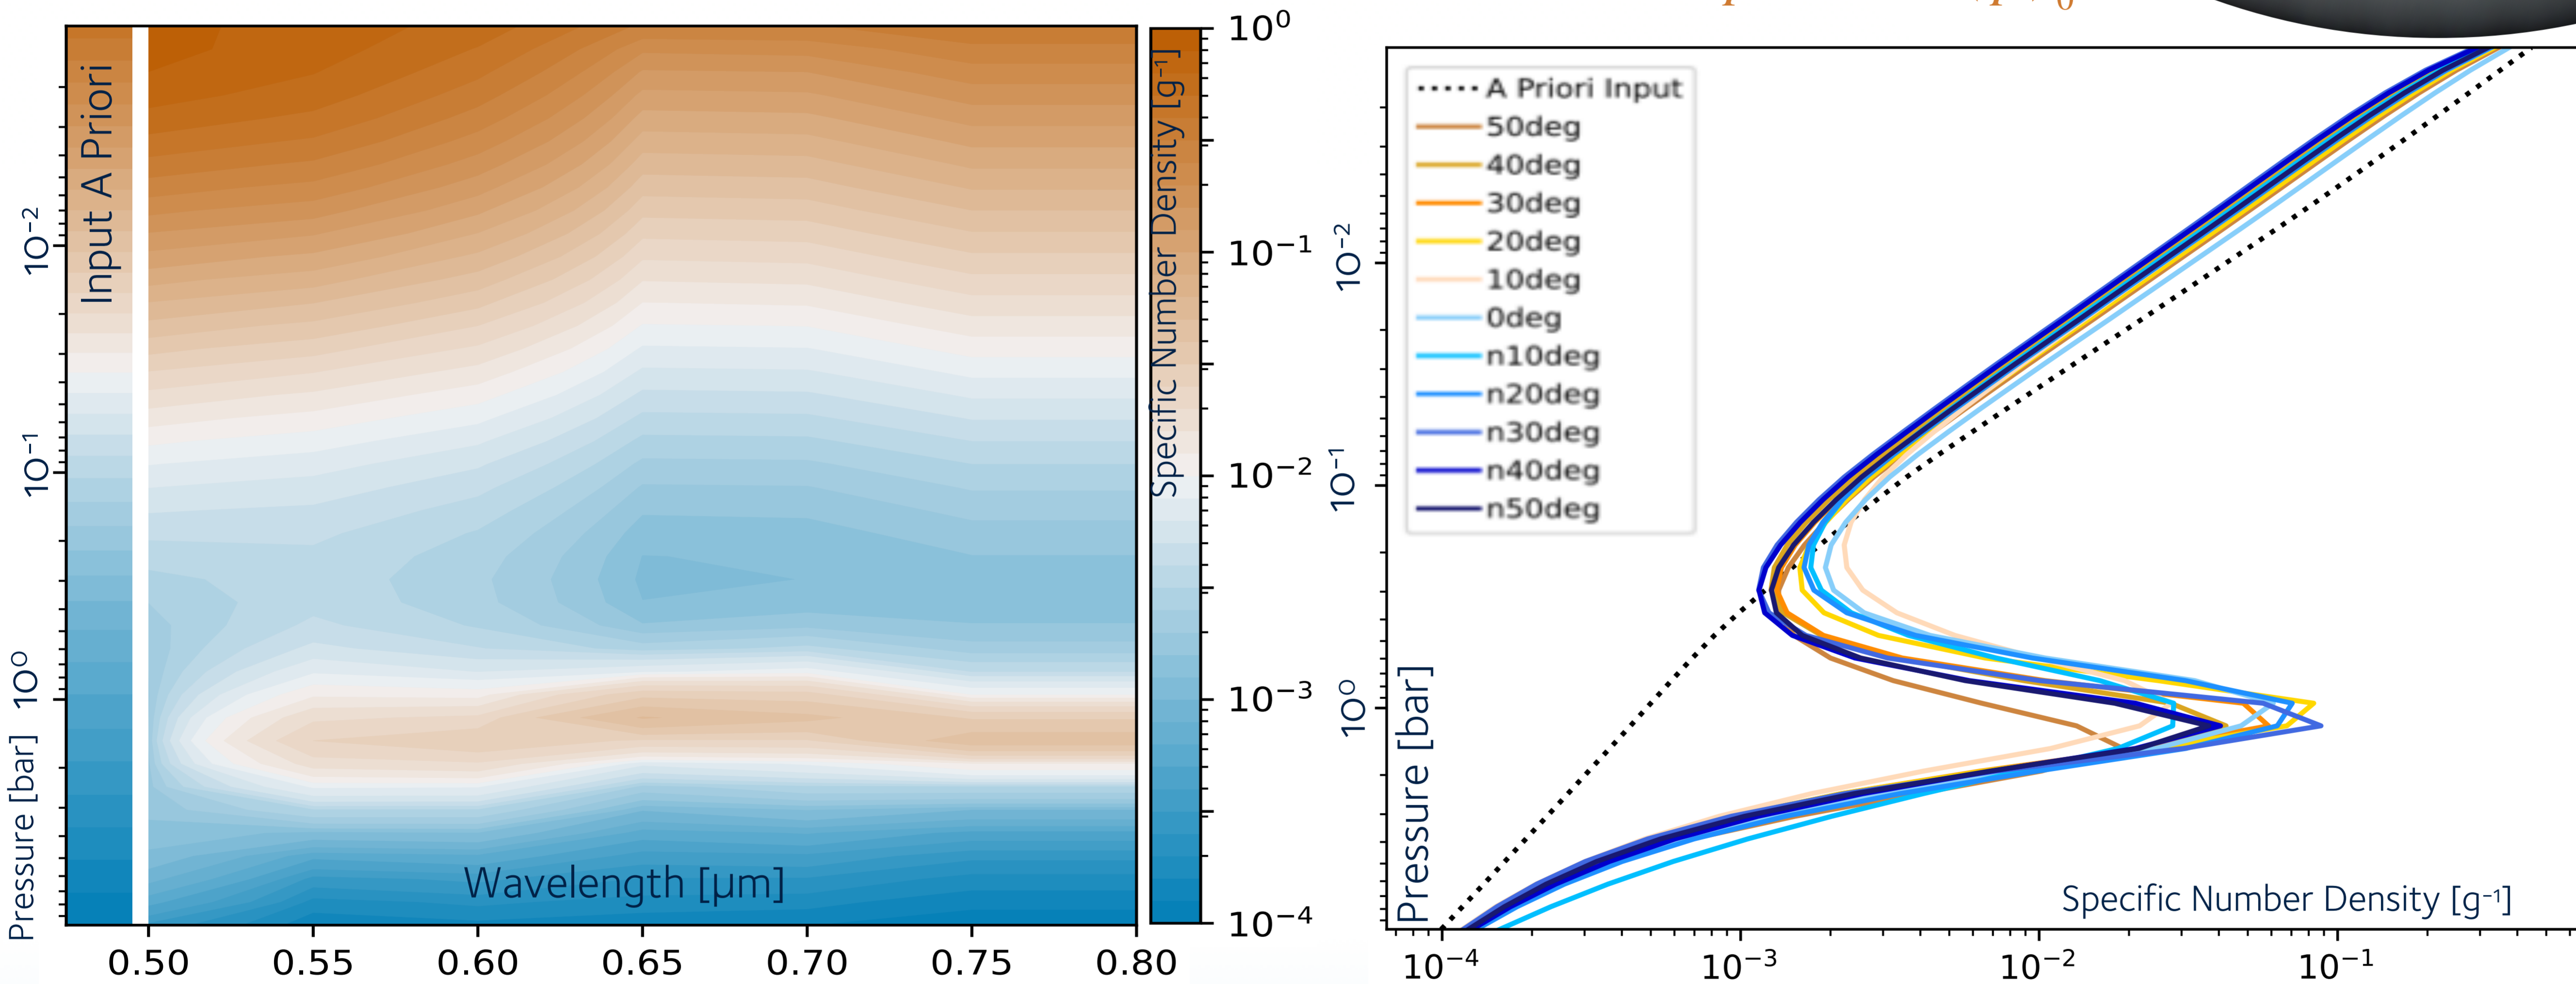 Input A Priori
Pressure [bar]
10⁻²
10⁻¹
10⁰
Wavelength [µm]
0.50 0.55 0.60 0.65 0.70 0.75 0.80
Specific Number Density [g⁻¹]
10⁰
10⁻¹
10⁻²
10⁻³
10⁻⁴
A Priori Input
50deg
40deg
30deg
20deg
10deg
0deg
n10deg
n20deg
n30deg
n40deg
n50deg
Pressure [bar]
10⁻²
10⁻¹
10⁰
Specific Number Density [g⁻¹]
10⁻⁴ 10⁻³ 10⁻² 10⁻¹